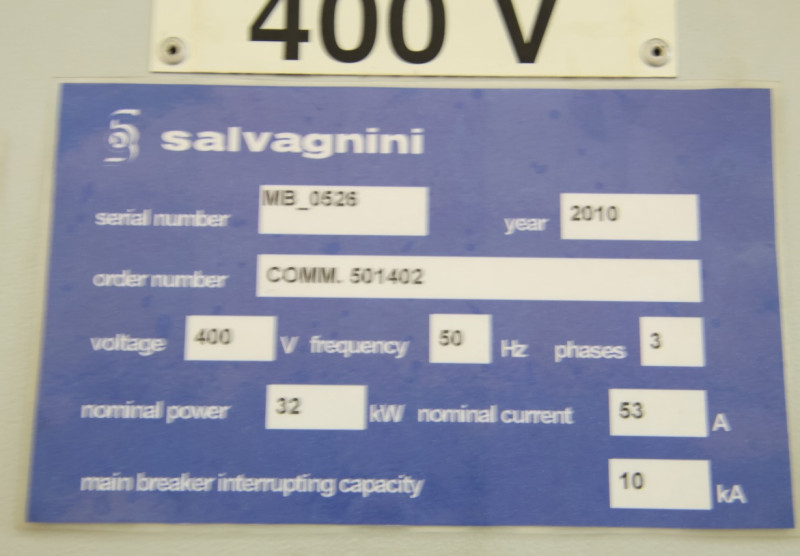 400 V
salvagnini
serial number MB_0526 year 2010
order number COMM. 501402
voltage 400 V frequency 50 Hz phases 3
nominal power 32 kW nominal current 53 A
main breaker interrupting capacity 10 kA